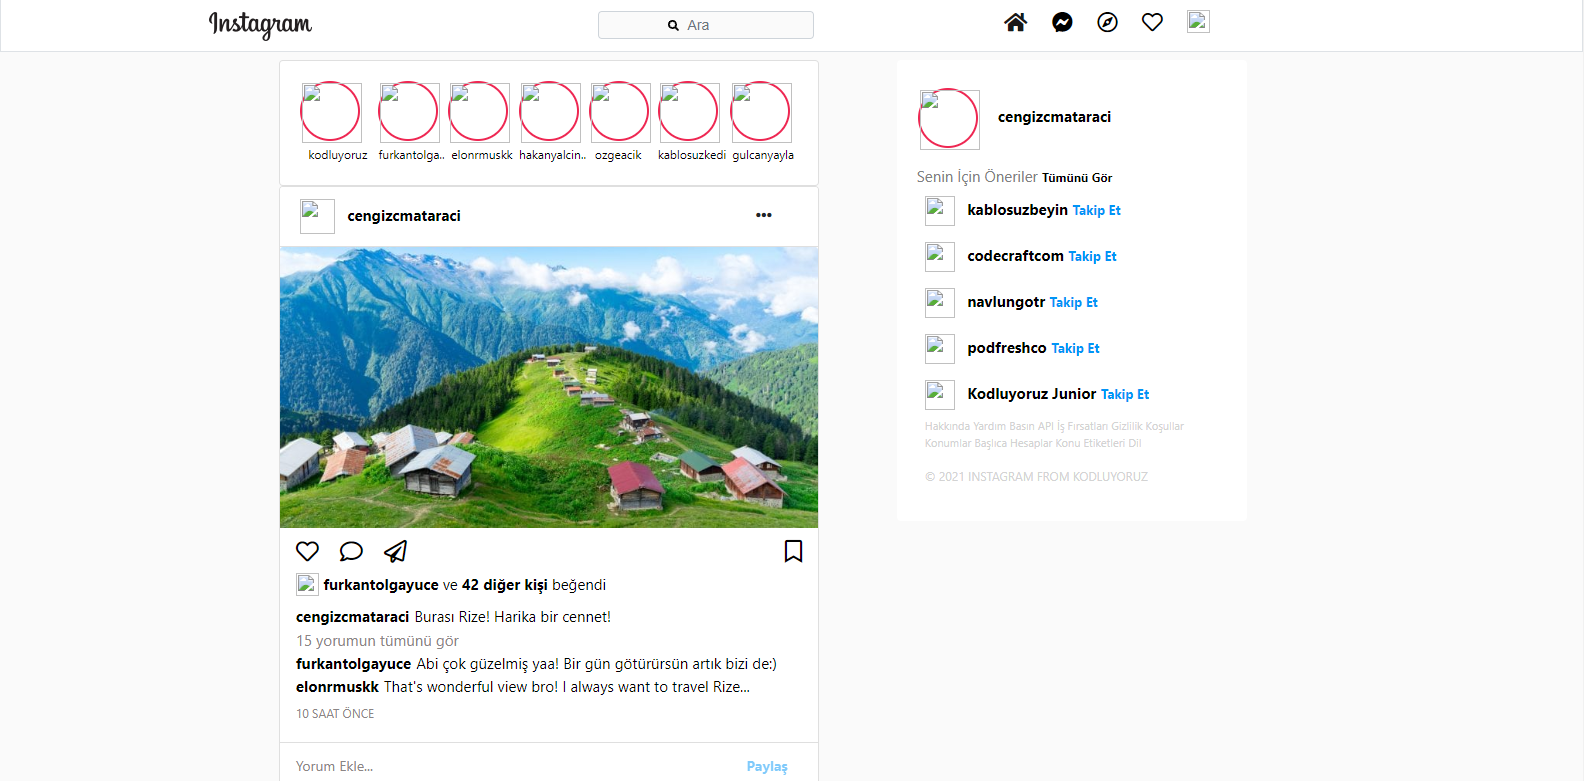 Instagram
Ara
kodluyoruz furkantolga.. elonrmuskk hakanyalcin.. ozgeacik kablosuzkedi gulcanyayla
cengizcmataraci
furkantolgayuce ve 42 diğer kişi beğendi
cengizcmataraci Burası Rize! Harika bir cennet!
15 yorumun tümünü gör
furkantolgayuce Abi çok güzelmiş yaa! Bir gün götürürsün artık bizi de:)
elonrmuskk That's wonderful view bro! I always want to travel Rize...
10 SAAT ÖNCE
Yorum Ekle... Paylaş
cengizcmataraci
Senin İçin Öneriler Tümünü Gör
kablosuzbeyin Takip Et
codecraftcom Takip Et
navlungotr Takip Et
podfreshco Takip Et
Kodluyoruz Junior Takip Et
Hakkında Yardım Basın API İş Fırsatları Gizlilik Koşullar
Konumlar Başlıca Hesaplar Konu Etiketleri Dil
© 2021 INSTAGRAM FROM KODLUYORUZ